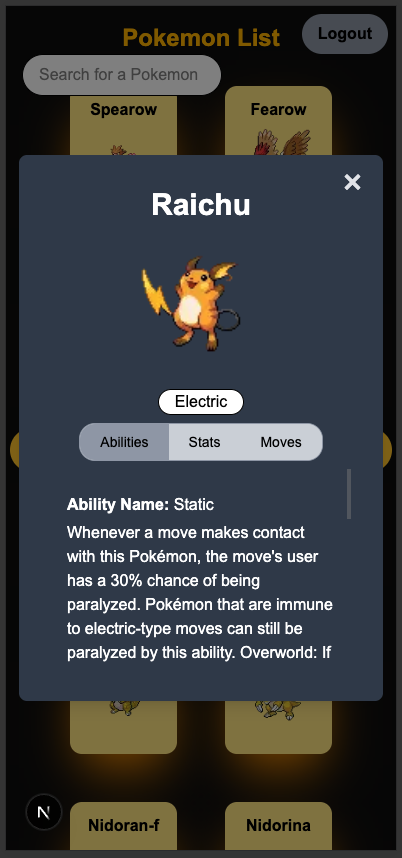 Pokemon List
Logout
Search for a Pokemon
Spearow
Fearow
×
Raichu
Electric
Abilities
Stats
Moves
Ability Name: Static
Whenever a move makes contact
with this Pokémon, the move's user
has a 30% chance of being
paralyzed. Pokémon that are immune
to electric-type moves can still be
paralyzed by this ability. Overworld: If
N
Nidoran-f
Nidorina